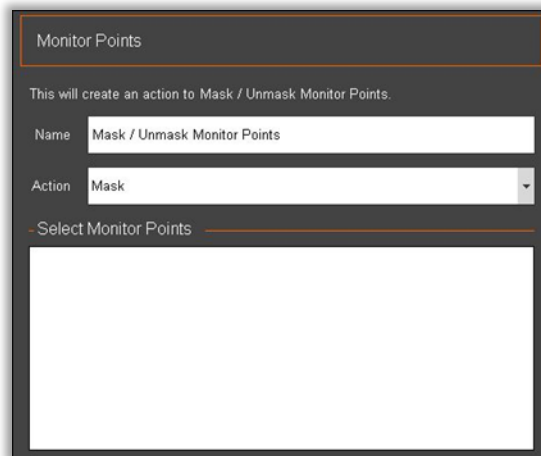 Monitor Points
This will create an action to Mask / Unmask Monitor Points.
Name Mask / Unmask Monitor Points
Action Mask
Select Monitor Points